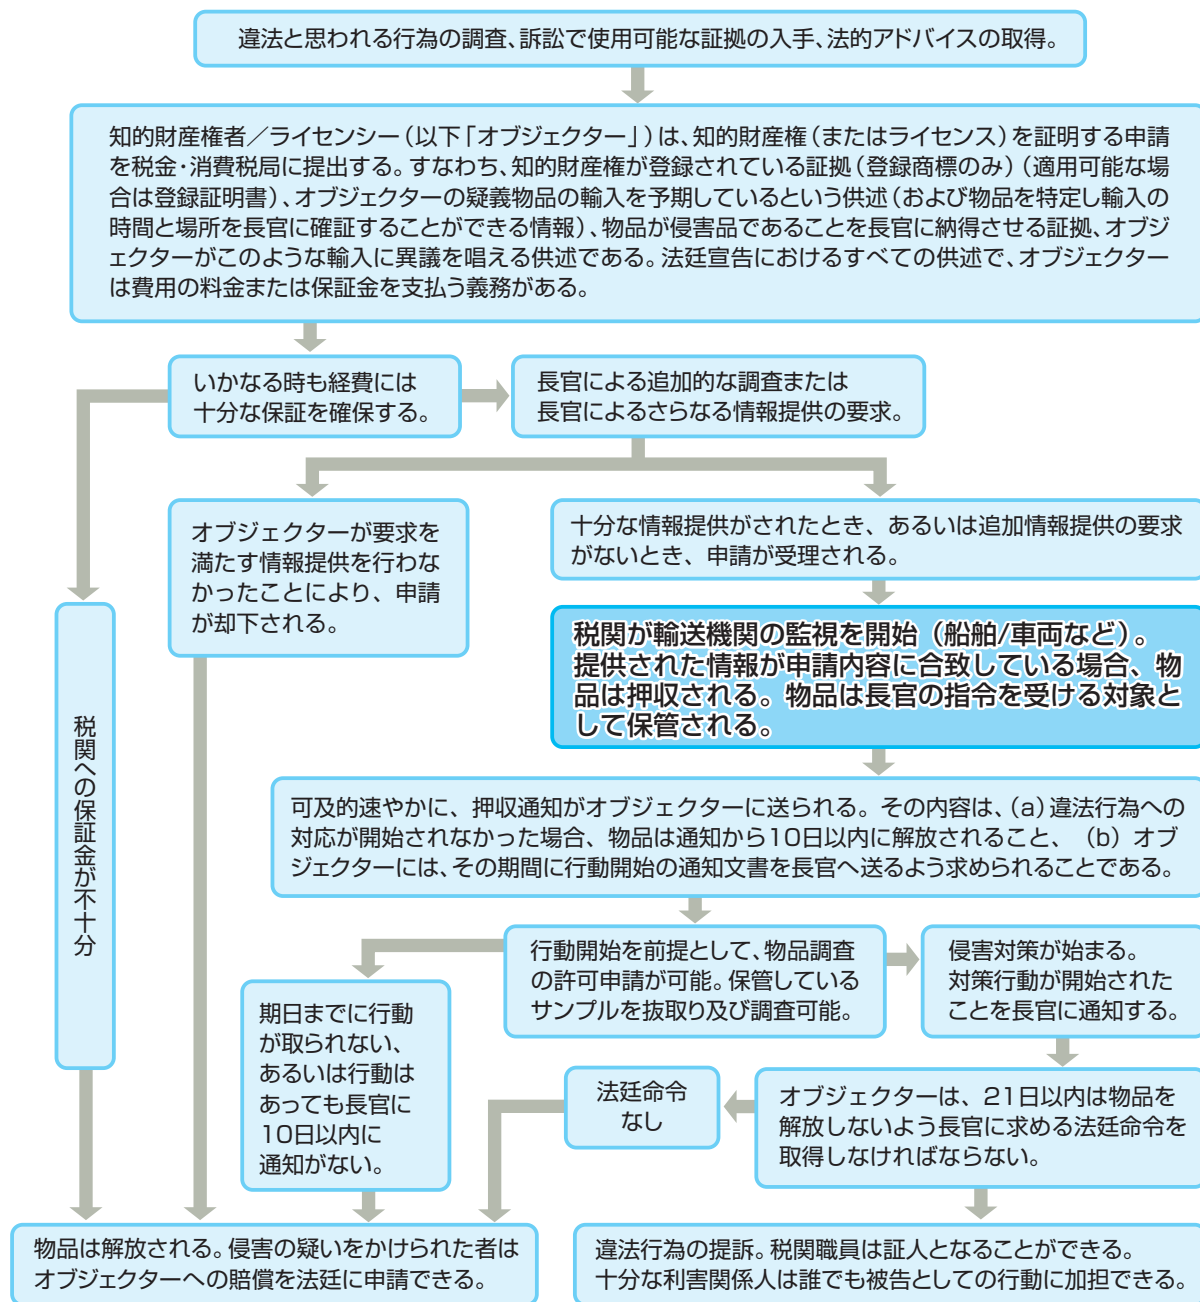 違法と思われる行為の調査、訴訟で使用可能な証拠の入手、法的アドバイスの取得。
知的財産権者／ライセンシー（以下「オブジェクター」）は、知的財産権（またはライセンス）を証明する申請
を税金・消費税局に提出する。すなわち、知的財産権が登録されている証拠（登録商標のみ）（適用可能な場
合は登録証明書）、オブジェクターの疑義物品の輸入を予期しているという供述（および物品を特定し輸入の
時間と場所を長官に確証することができる情報）、物品が侵害品であることを長官に納得させる証拠、オブジ
ェクターがこのような輸入に異議を唱える供述である。法廷宣告におけるすべての供述で、オブジェクター
は費用の料金または保証金を支払う義務がある。
いかなる時も経費には
十分な保証を確保する。
長官による追加的な調査または
長官によるさらなる情報提供の要求。
オブジェクターが要求を
満たす情報提供を行わな
かったことにより、申請
が却下される。
十分な情報提供がされたとき、あるいは追加情報提供の要求
がないとき、申請が受理される。
税関が輸送機関の監視を開始（船舶/車両など）。
提供された情報が申請内容に合致している場合、物
品は押収される。物品は長官の指令を受ける対象と
して保管される。
税関への保証金が不十分
可及的速やかに、押収通知がオブジェクターに送られる。その内容は、（a）違法行為への
対応が開始されなかった場合、物品は通知から10日以内に解放されること、（b）オブ
ジェクターには、その期間に行動開始の通知文書を長官へ送るよう求められることである。
行動開始を前提として、物品調査
の許可申請が可能。保管している
サンプルを抜取り及び調査可能。
侵害対策が始まる。
対策行動が開始された
ことを長官に通知する。
期日までに行動
が取られない、
あるいは行動は
あっても長官に
10日以内に
通知がない。
法廷命令
なし
オブジェクターは、21日以内は物品を
解放しないよう長官に求める法廷命令を
取得しなければならない。
物品は解放される。侵害の疑いをかけられた者は
オブジェクターへの賠償を法廷に申請できる。
違法行為の提訴。税関職員は証人となることができる。
十分な利害関係人は誰でも被告としての行動に加担できる。